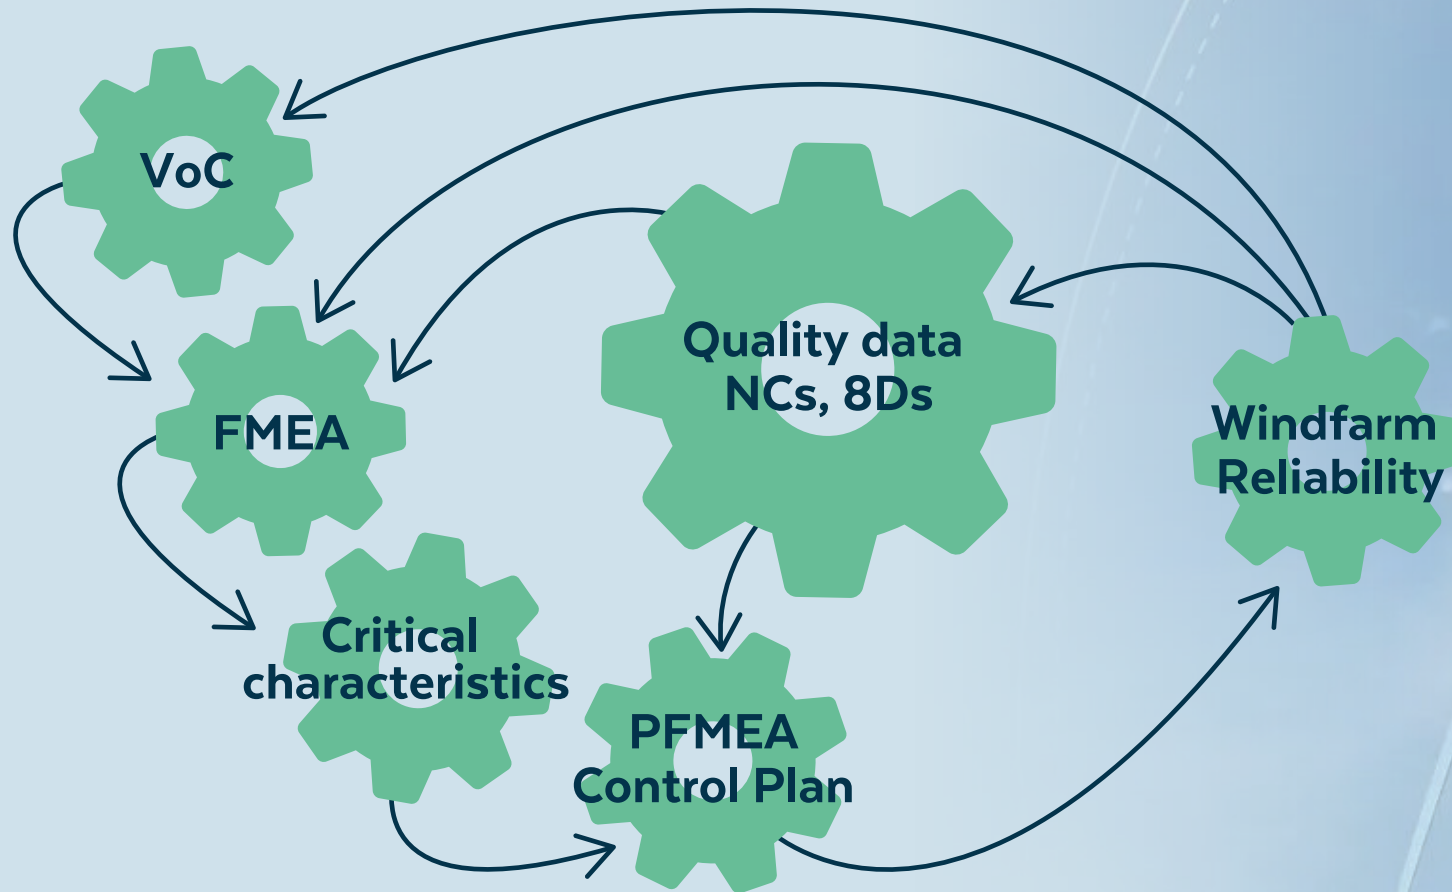 VoC
FMEA
Critical
characteristics
PFMEA
Control Plan
Quality data
NCs, 8Ds
Windfarm
Reliability